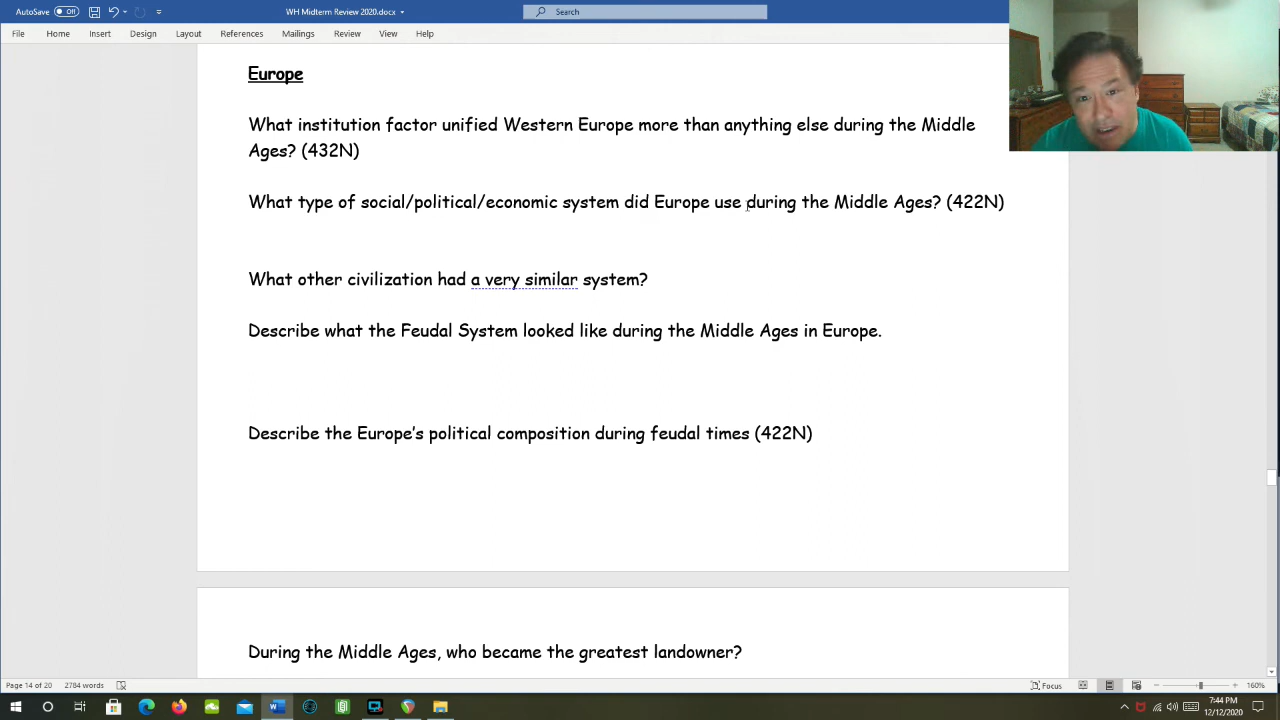 AutoSave Off WH Midterm Review 2020.docx Search
File Home Insert Design Layout References Mailings Review View Help
Europe
What institution factor unified Western Europe more than anything else during the Middle
Ages? (432N)
What type of social/political/economic system did Europe use during the Middle Ages? (422N)
What other civilization had a very similar system?
Describe what the Feudal System looked like during the Middle Ages in Europe.
Describe the Europe's political composition during feudal times (422N)
During the Middle Ages, who became the greatest landowner?
Page 14 of 20 2784 words Focus 160%
7:44 PM
12/12/2020